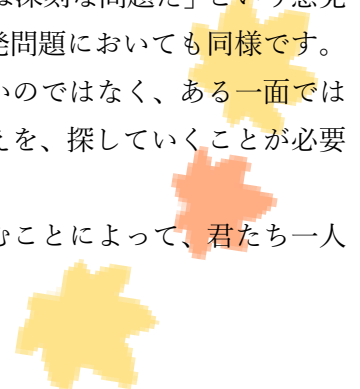 は深刻な問題だ」という意見
発問題においても同様です。
いのではなく、ある一面では
えを、探していくことが必要
むことによって、君たち一人